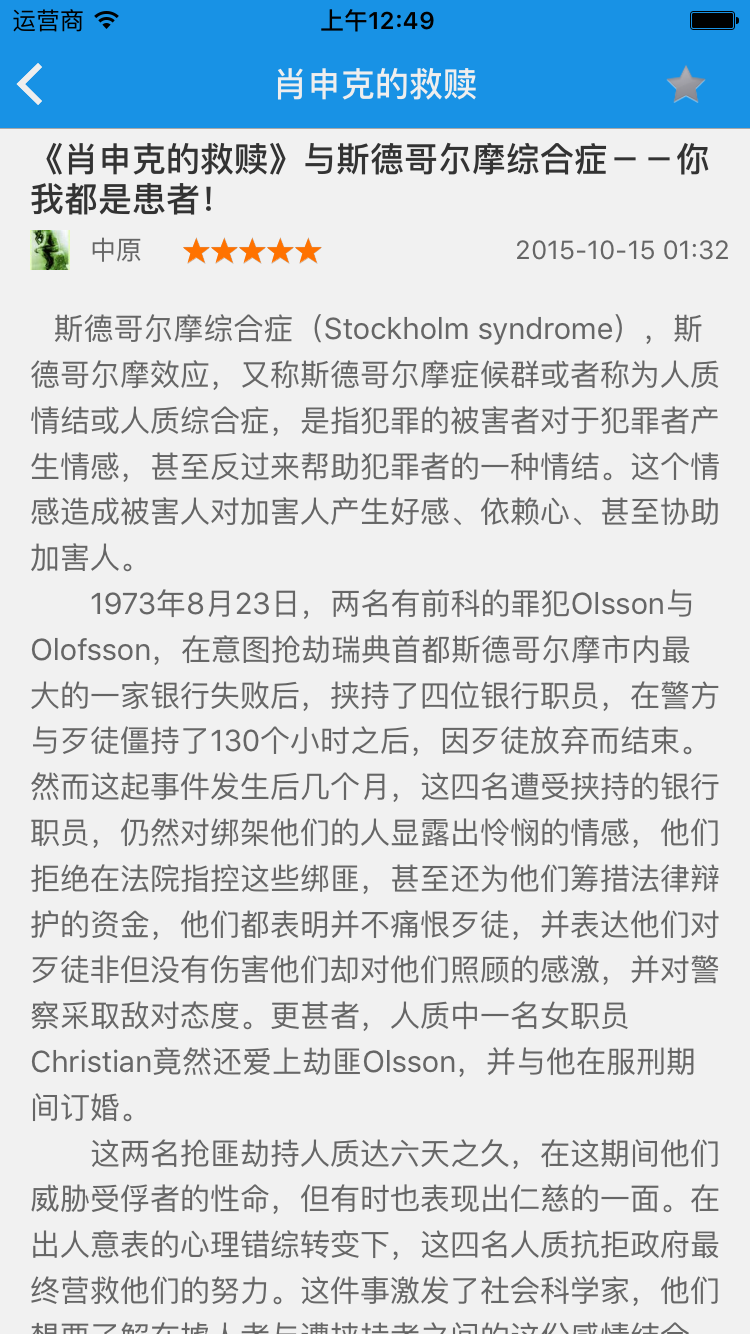 运营商 上午12:49
肖申克的救赎
《肖申克的救赎》与斯德哥尔摩综合症－－你
我都是患者！
中原 ★★★★★ 2015-10-15 01:32
斯德哥尔摩综合症（Stockholm syndrome），斯
德哥尔摩效应，又称斯德哥尔摩症候群或者称为人质
情结或人质综合症，是指犯罪的被害者对于犯罪者产
生情感，甚至反过来帮助犯罪者的一种情结。这个情
感造成被害人对加害人产生好感、依赖心、甚至协助
加害人。
1973年8月23日，两名有前科的罪犯Olsson与
Olofsson，在意图抢劫瑞典首都斯德哥尔摩市内最
大的一家银行失败后，挟持了四位银行职员，在警方
与歹徒僵持了130个小时之后，因歹徒放弃而结束。
然而这起事件发生后几个月，这四名遭受挟持的银行
职员，仍然对绑架他们的人显露出怜悯的情感，他们
拒绝在法院指控这些绑匪，甚至还为他们筹措法律辩
护的资金，他们都表明并不痛恨歹徒，并表达他们对
歹徒非但没有伤害他们却对他们照顾的感激，并对警
察采取敌对态度。更甚者，人质中一名女职员
Christian竟然还爱上劫匪Olsson，并与他在服刑期
间订婚。
这两名抢匪劫持人质达六天之久，在这期间他们
威胁受俘者的性命，但有时也表现出仁慈的一面。在
出人意表的心理错综转变下，这四名人质抗拒政府最
终营救他们的努力。这件事激发了社会科学家，他们
想要了解在掳人者与遭挟持者之间的这份感情结合